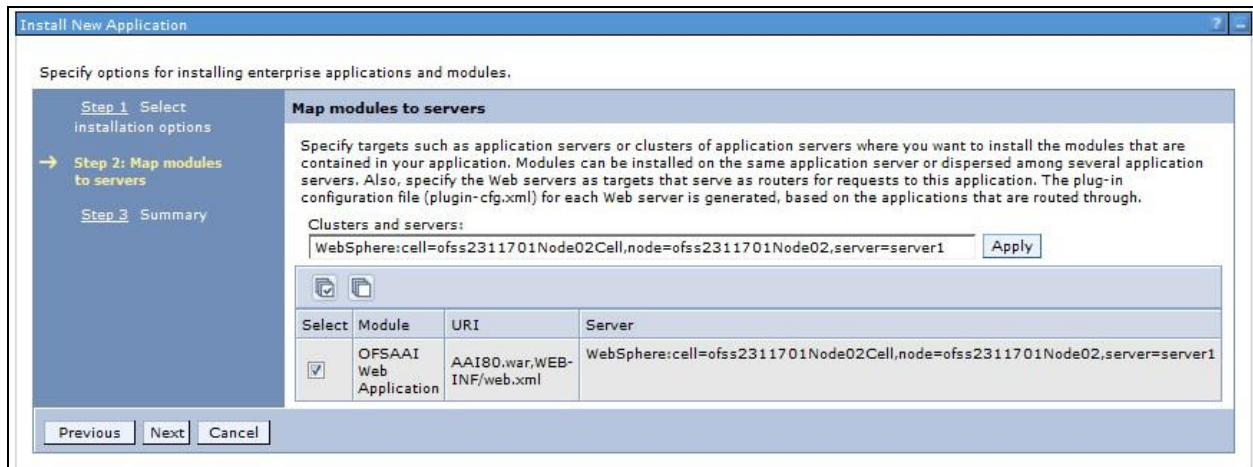 Install New Application
?
Specify options for installing enterprise applications and modules.
Step 1 Select
installation options
Step 2: Map modules
to servers
Step 3 Summary
Map modules to servers
Specify targets such as application servers or clusters of application servers where you want to install the modules that are
contained in your application. Modules can be installed on the same application server or dispersed among several application
servers. Also, specify the Web servers as targets that serve as routers for requests to this application. The plug-in
configuration file (plugin-cfg.xml) for each Web server is generated, based on the applications that are routed through.
Clusters and servers:
WebSphere:cell=ofss2311701Node02Cell,node=ofss2311701Node02,server=server1
Apply
Select Module URI Server
OFSAAI
Web
Application
AAI80.war,WEB-
INF/web.xml
WebSphere:cell=ofss2311701Node02Cell,node=ofss2311701Node02,server=server1
Previous Next Cancel